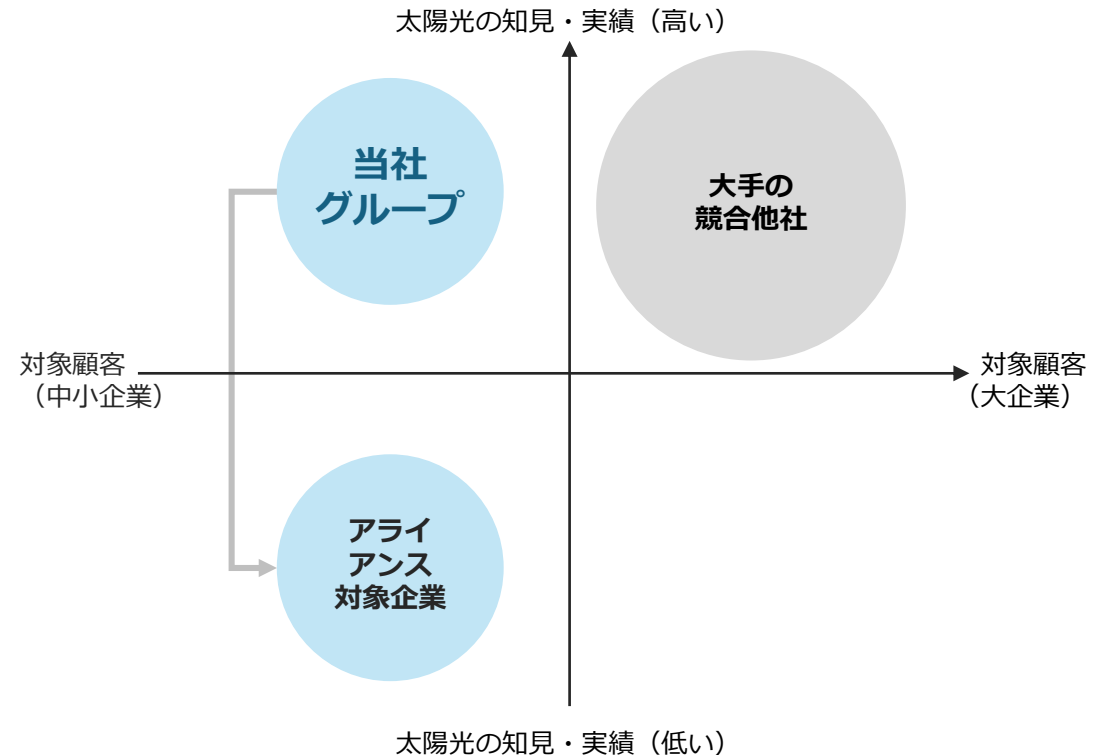 太陽光の知見・実績（高い）
当社
グループ
大手の
競合他社
対象顧客
（中小企業）
対象顧客
（大企業）
アライ
アンス
対象企業
太陽光の知見・実績（低い）